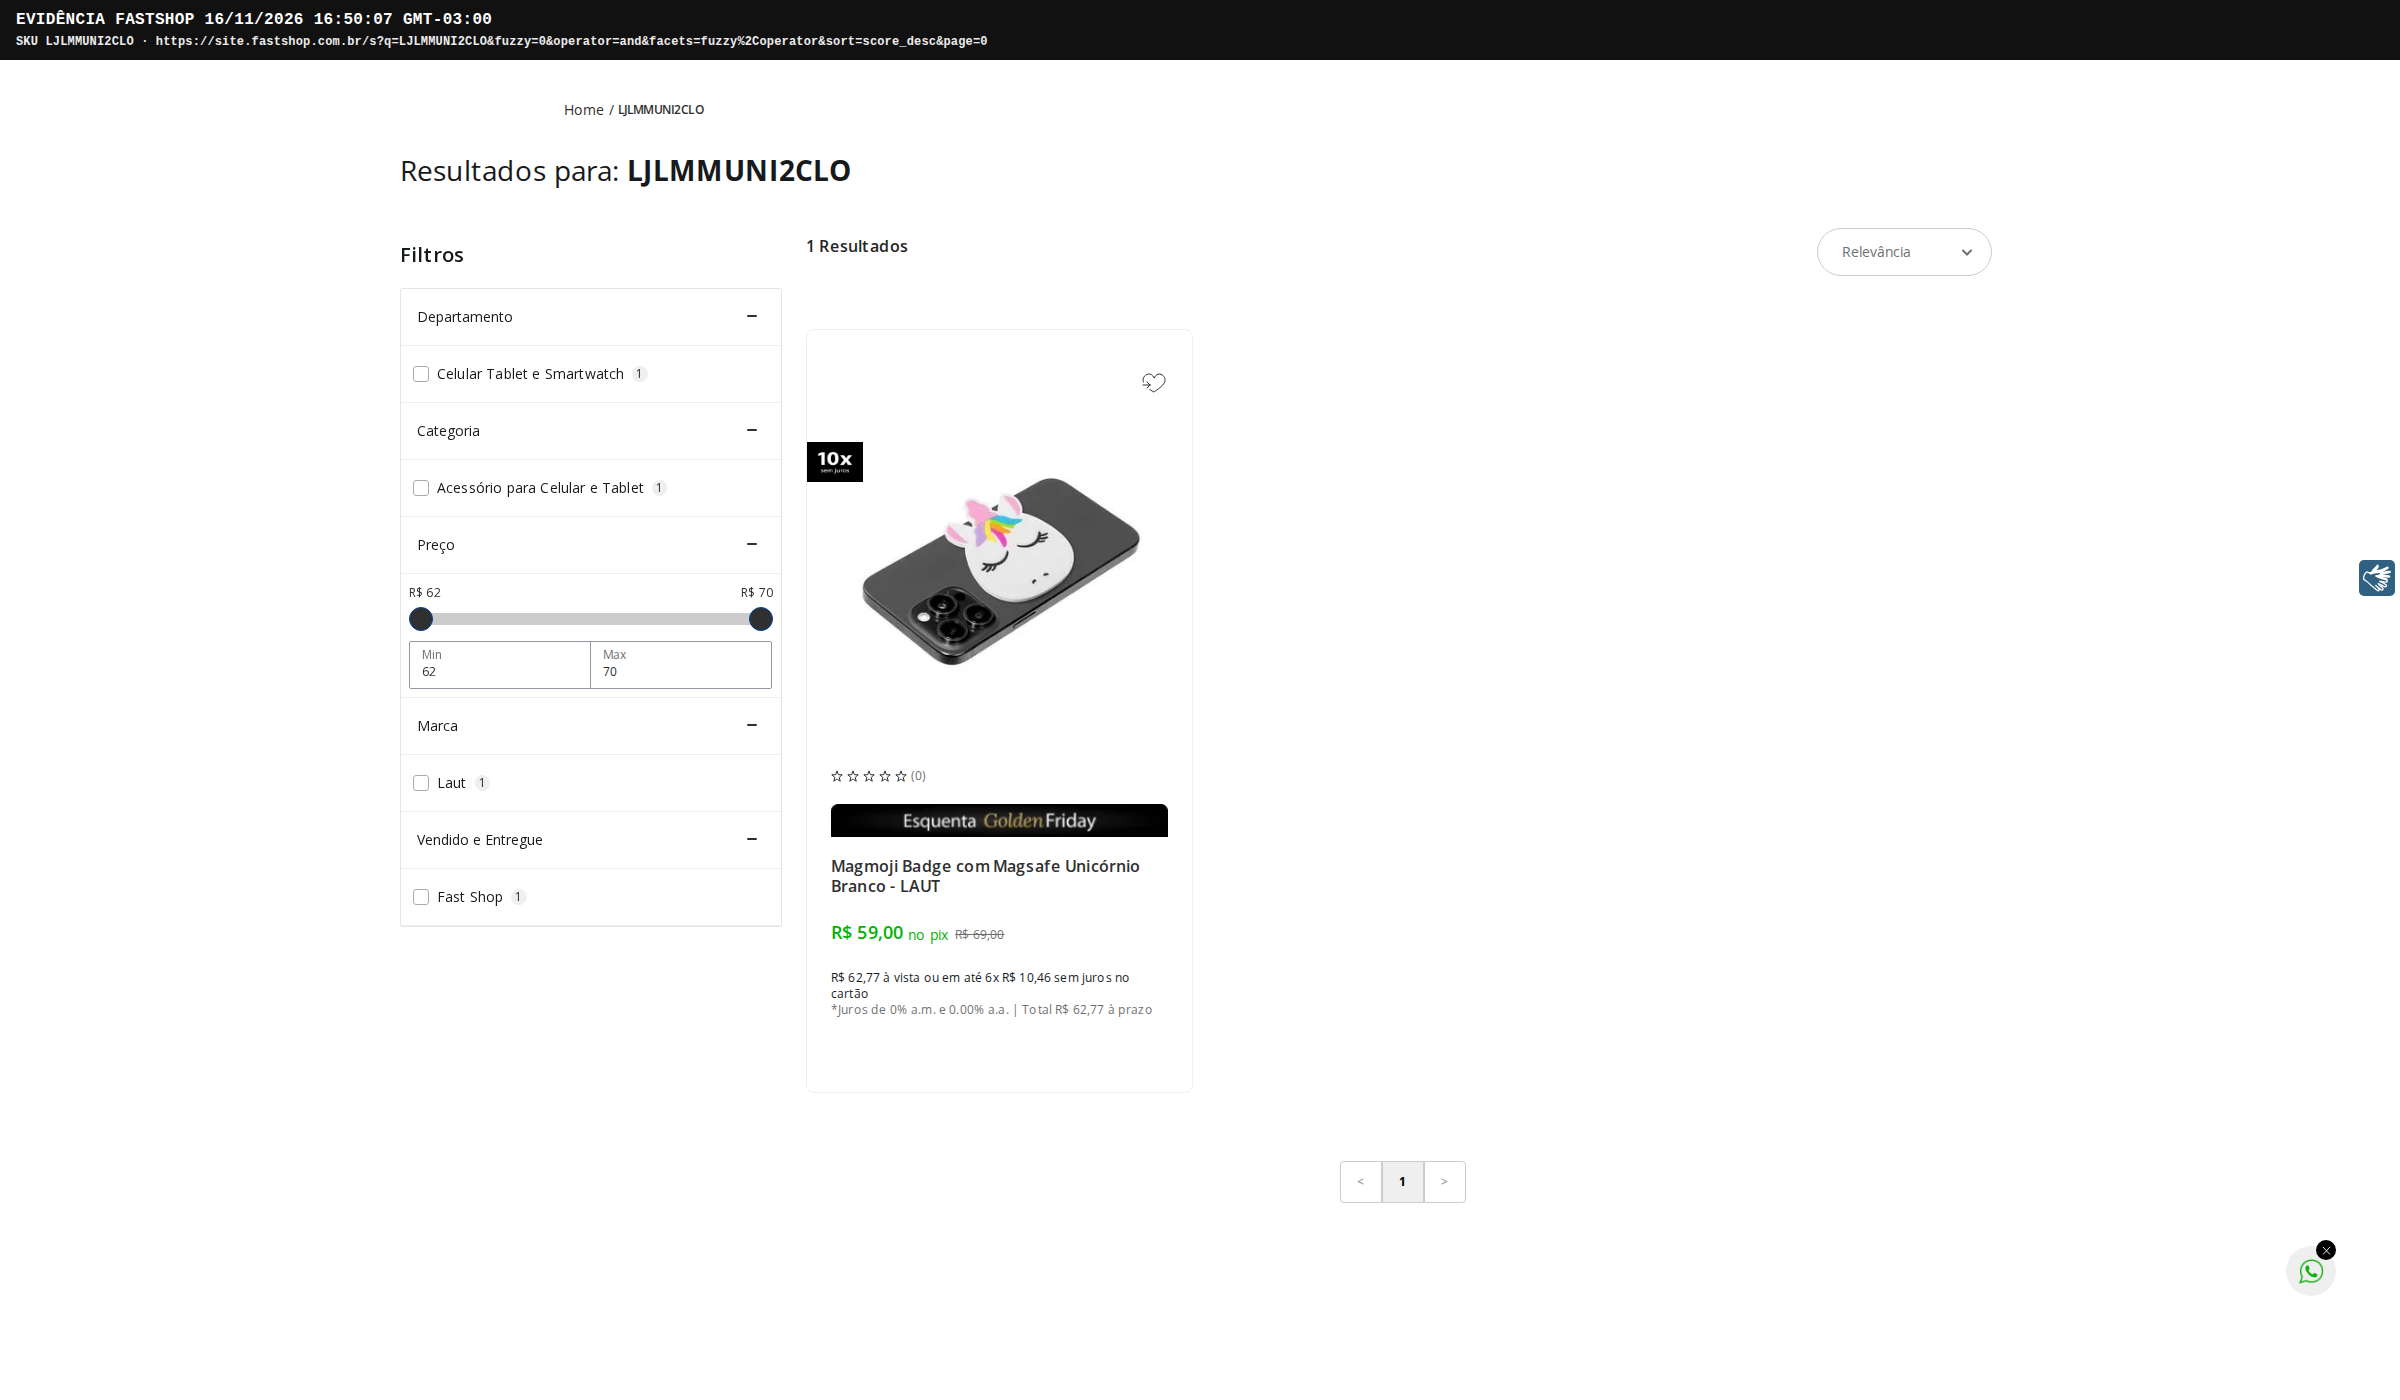 EVIDÊNCIA FASTSHOP 16/11/2026 16:50:07 GMT-03:00
SKU LJLMMUNI2CLO · https://site.fastshop.com.br/s?q=LJLMMUNI2CLO&fuzzy=0&operator=and&facets=fuzzy%2Coperator&sort=score_desc&page=0
Home / LJLMMUNI2CLO
Resultados para: LJLMMUNI2CLO
Filtros
1 Resultados
Relevância
Departamento
Celular Tablet e Smartwatch 1
Categoria
Acessório para Celular e Tablet 1
Preço
R$ 62 R$ 70
Min
62
Max
70
Marca
Laut 1
Vendido e Entregue
Fast Shop 1
10x
sem juros
(0)
Esquenta Golden Friday
Magmoji Badge com Magsafe Unicórnio
Branco - LAUT
R$ 59,00 no pix R$ 69,00
R$ 62,77 à vista ou em até 6x R$ 10,46 sem juros no
cartão
*Juros de 0% a.m. e 0.00% a.a. | Total R$ 62,77 à prazo
< 1 >